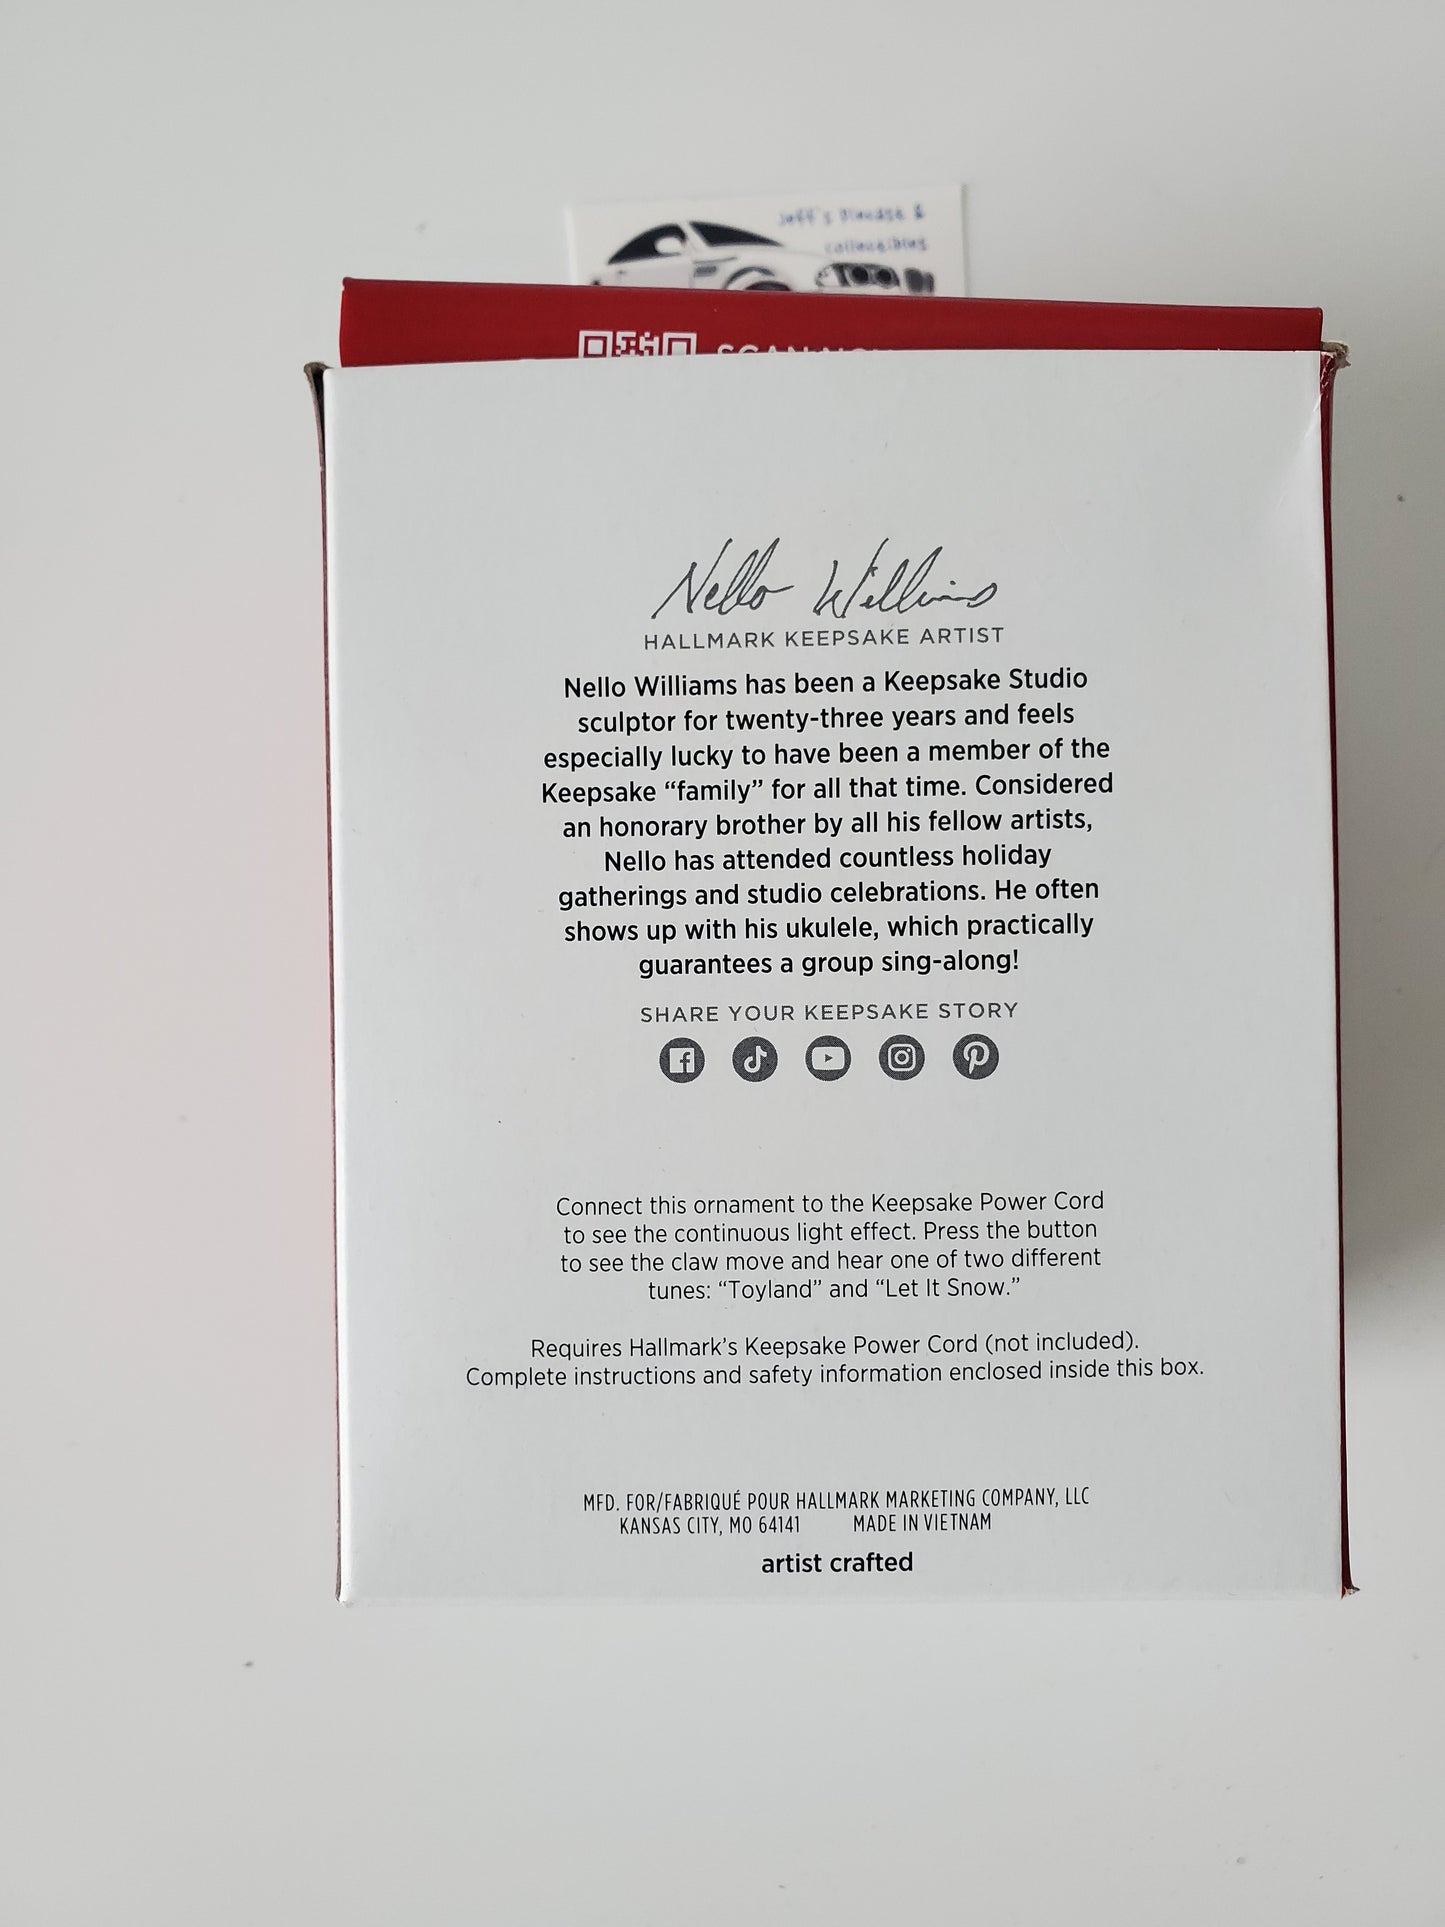 Jeff's Diecast &
collectibles
SCAN NOW
Nello Williams
HALLMARK KEEPSAKE ARTIST
Nello Williams has been a Keepsake Studio
sculptor for twenty-three years and feels
especially lucky to have been a member of the
Keepsake “family” for all that time. Considered
an honorary brother by all his fellow artists,
Nello has attended countless holiday
gatherings and studio celebrations. He often
shows up with his ukulele, which practically
guarantees a group sing-along!
SHARE YOUR KEEPSAKE STORY
Connect this ornament to the Keepsake Power Cord
to see the continuous light effect. Press the button
to see the claw move and hear one of two different
tunes: “Toyland” and “Let It Snow.”
Requires Hallmark’s Keepsake Power Cord (not included).
Complete instructions and safety information enclosed inside this box.
MFD. FOR/FABRIQUÉ POUR HALLMARK MARKETING COMPANY, LLC
KANSAS CITY, MO 64141 MADE IN VIETNAM
artist crafted